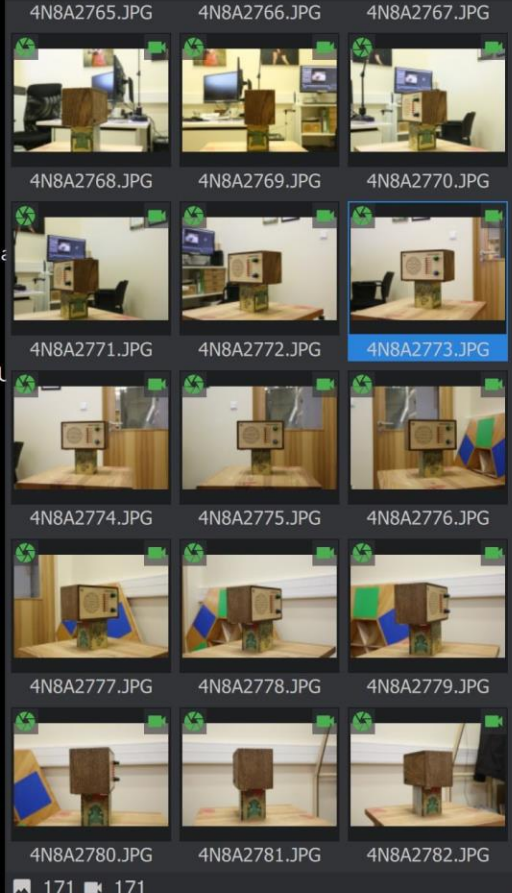 4N8A2765.JPG 4N8A2766.JPG 4N8A2767.JPG
4N8A2768.JPG 4N8A2769.JPG 4N8A2770.JPG
4N8A2771.JPG 4N8A2772.JPG 4N8A2773.JPG
4N8A2774.JPG 4N8A2775.JPG 4N8A2776.JPG
4N8A2777.JPG 4N8A2778.JPG 4N8A2779.JPG
4N8A2780.JPG 4N8A2781.JPG 4N8A2782.JPG
171 171